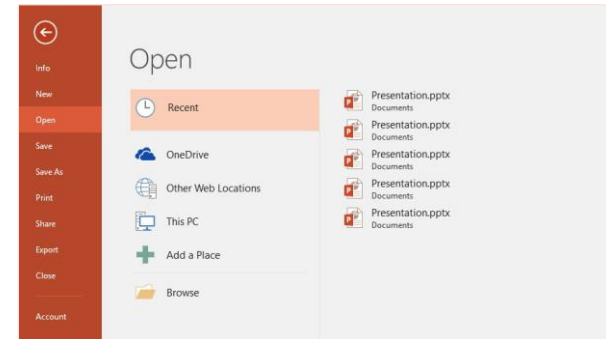 Info
New
Open
Save
Save As
Print
Share
Export
Close
Account
Open
Recent
OneDrive
Other Web Locations
This PC
Add a Place
Browse
Presentation.pptx
Documents
Presentation.pptx
Documents
Presentation.pptx
Documents
Presentation.pptx
Documents
Presentation.pptx
Documents